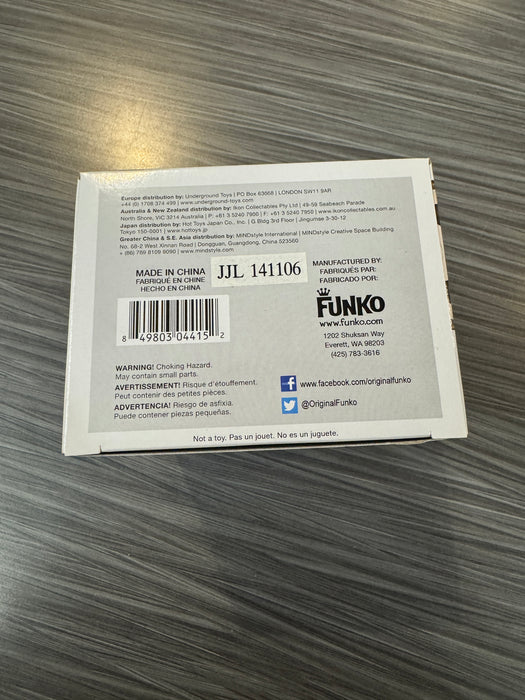 Europe distribution by: Underground Toys | PO Box 63668 | LONDON SW11 9AR
+44 (0) 1708 374 499 | www.underground-toys.com
Australia & New Zealand distribution by: Ikon Collectables Pty Ltd | 49-59 Seabeach Parade
North Shore, VIC 3214 Australia | P: +61 3 5240 7900 | F: +61 3 5240 7950 | www.ikoncollectables.com.au
Japan distribution by: Hot Toys Japan Co., Inc. | G Bldg 3rd Floor | Jingumae 3-30-12
Tokyo 150-0001 | www.hottoys.jp
Greater China & S.E. Asia distribution by: MINDstyle International | MINDstyle Creative Space Building
No. 68-2 West Xinnan Road | Dongguan, Guangdong, China 523560
+ (86) 769 8109 9090 | www.mindstyle.com
MADE IN CHINA
FABRIQUÉ EN CHINE
HECHO EN CHINA
JJL 141106
MANUFACTURED BY:
FABRIQUÉS PAR:
FABRICADO POR:
FUNKO
www.funko.com
1202 Shuksan Way
Everett, WA 98203
(425) 783-3616
8 49803 04415 2
WARNING! Choking Hazard.
May contain small parts.
AVERTISSEMENT! Risque d'étouffement.
Peut contenir des petites pièces.
ADVERTENCIA! Riesgo de asfixia.
Puede contener piezas pequeñas.
f www.facebook.com/originalfunko
@OriginalFunko
Not a toy. Pas un jouet. No es un juguete.